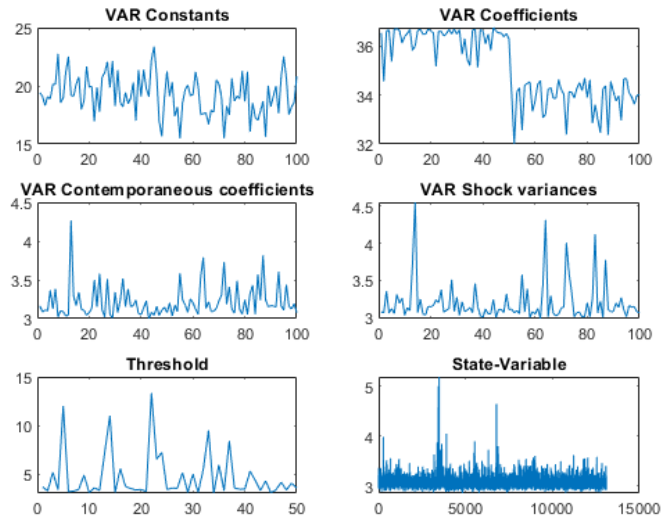 VAR Constants
25
20
15
0 20 40 60 80 100
VAR Coefficients
36
34
32
0 20 40 60 80 100
VAR Contemporaneous coefficients
4.5
4
3.5
3
0 20 40 60 80 100
VAR Shock variances
4.5
4
3.5
3
0 20 40 60 80 100
Threshold
15
10
5
0 10 20 30 40 50
State-Variable
5
4
3
0 5000 10000 15000